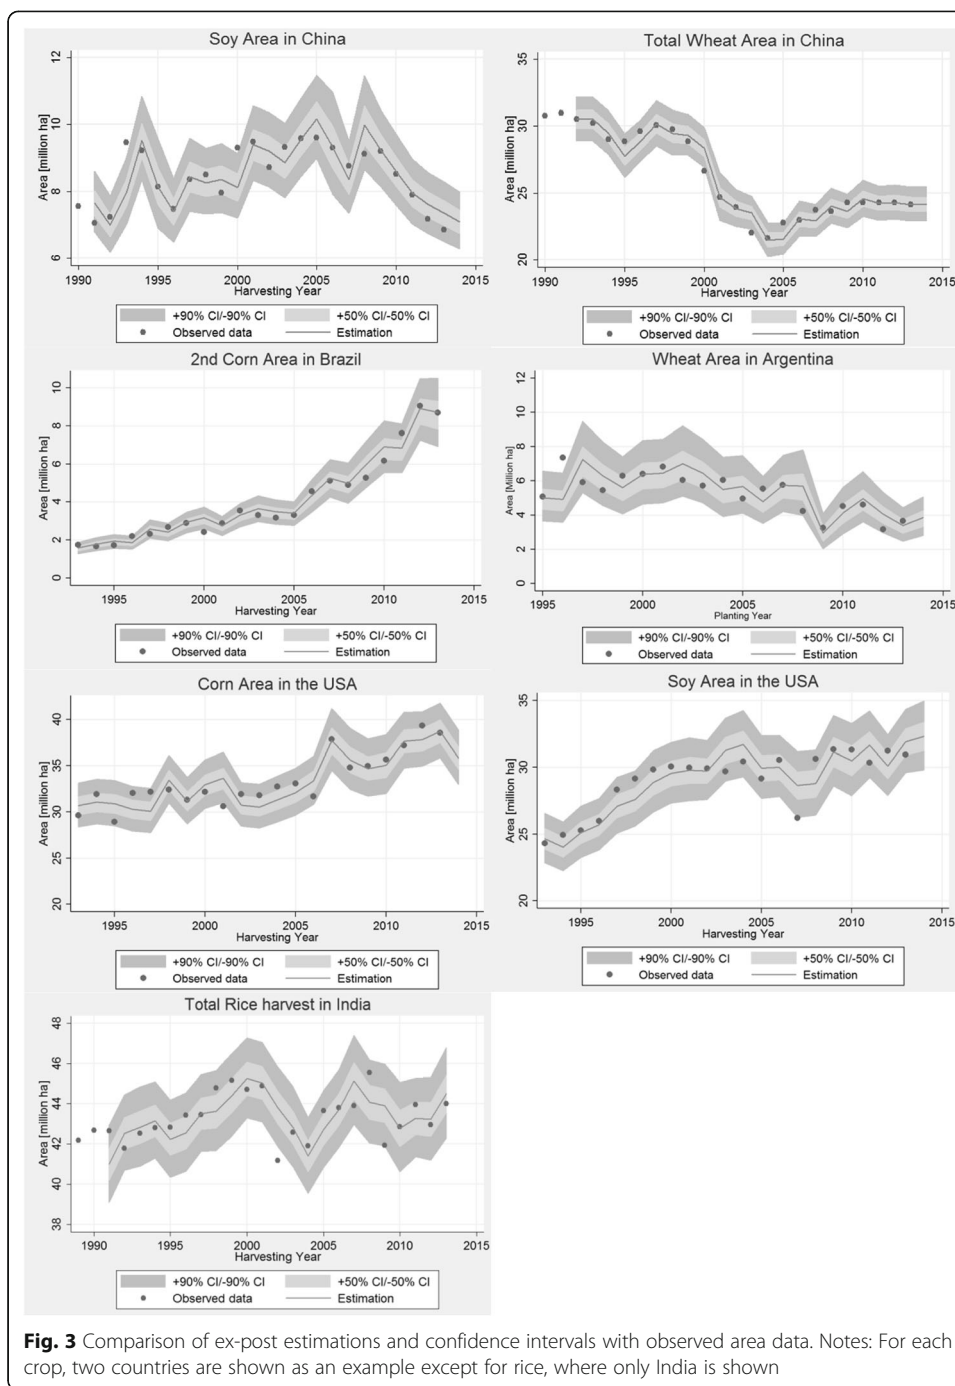 Soy Area in China
Area [million ha]
12
10
8
6
1990 1995 2000 2005 2010 2015
Harvesting Year
+90% CI/-90% CI +50% CI/-50% CI
Observed data Estimation
Total Wheat Area in China
Area [million ha]
35
30
25
20
1990 1995 2000 2005 2010 2015
Harvesting Year
+90% CI/-90% CI +50% CI/-50% CI
Observed data Estimation
2nd Corn Area in Brazil
Area [million ha]
10
8
6
4
2
0
1995 2000 2005 2010 2015
Harvesting Year
+90% CI/-90% CI +50% CI/-50% CI
Observed data Estimation
Wheat Area in Argentina
Area [Million ha]
12
10
8
6
4
2
0
1995 2000 2005 2010 2015
Planting Year
+90% CI/-90% CI +50% CI/-50% CI
Observed data Estimation
Corn Area in the USA
Area [million ha]
40
35
30
25
20
1995 2000 2005 2010 2015
Harvesting Year
+90% CI/-90% CI +50% CI/-50% CI
Observed data Estimation
Soy Area in the USA
Area [million ha]
35
30
25
20
1995 2000 2005 2010 2015
Harvesting Year
+90% CI/-90% CI +50% CI/-50% CI
Observed data Estimation
Total Rice harvest in India
Area [million ha]
48
46
44
42
40
38
1990 1995 2000 2005 2010 2015
Harvesting Year
+90% CI/-90% CI +50% CI/-50% CI
Observed data Estimation
Fig. 3 Comparison of ex-post estimations and confidence intervals with observed area data. Notes: For each
crop, two countries are shown as an example except for rice, where only India is shown